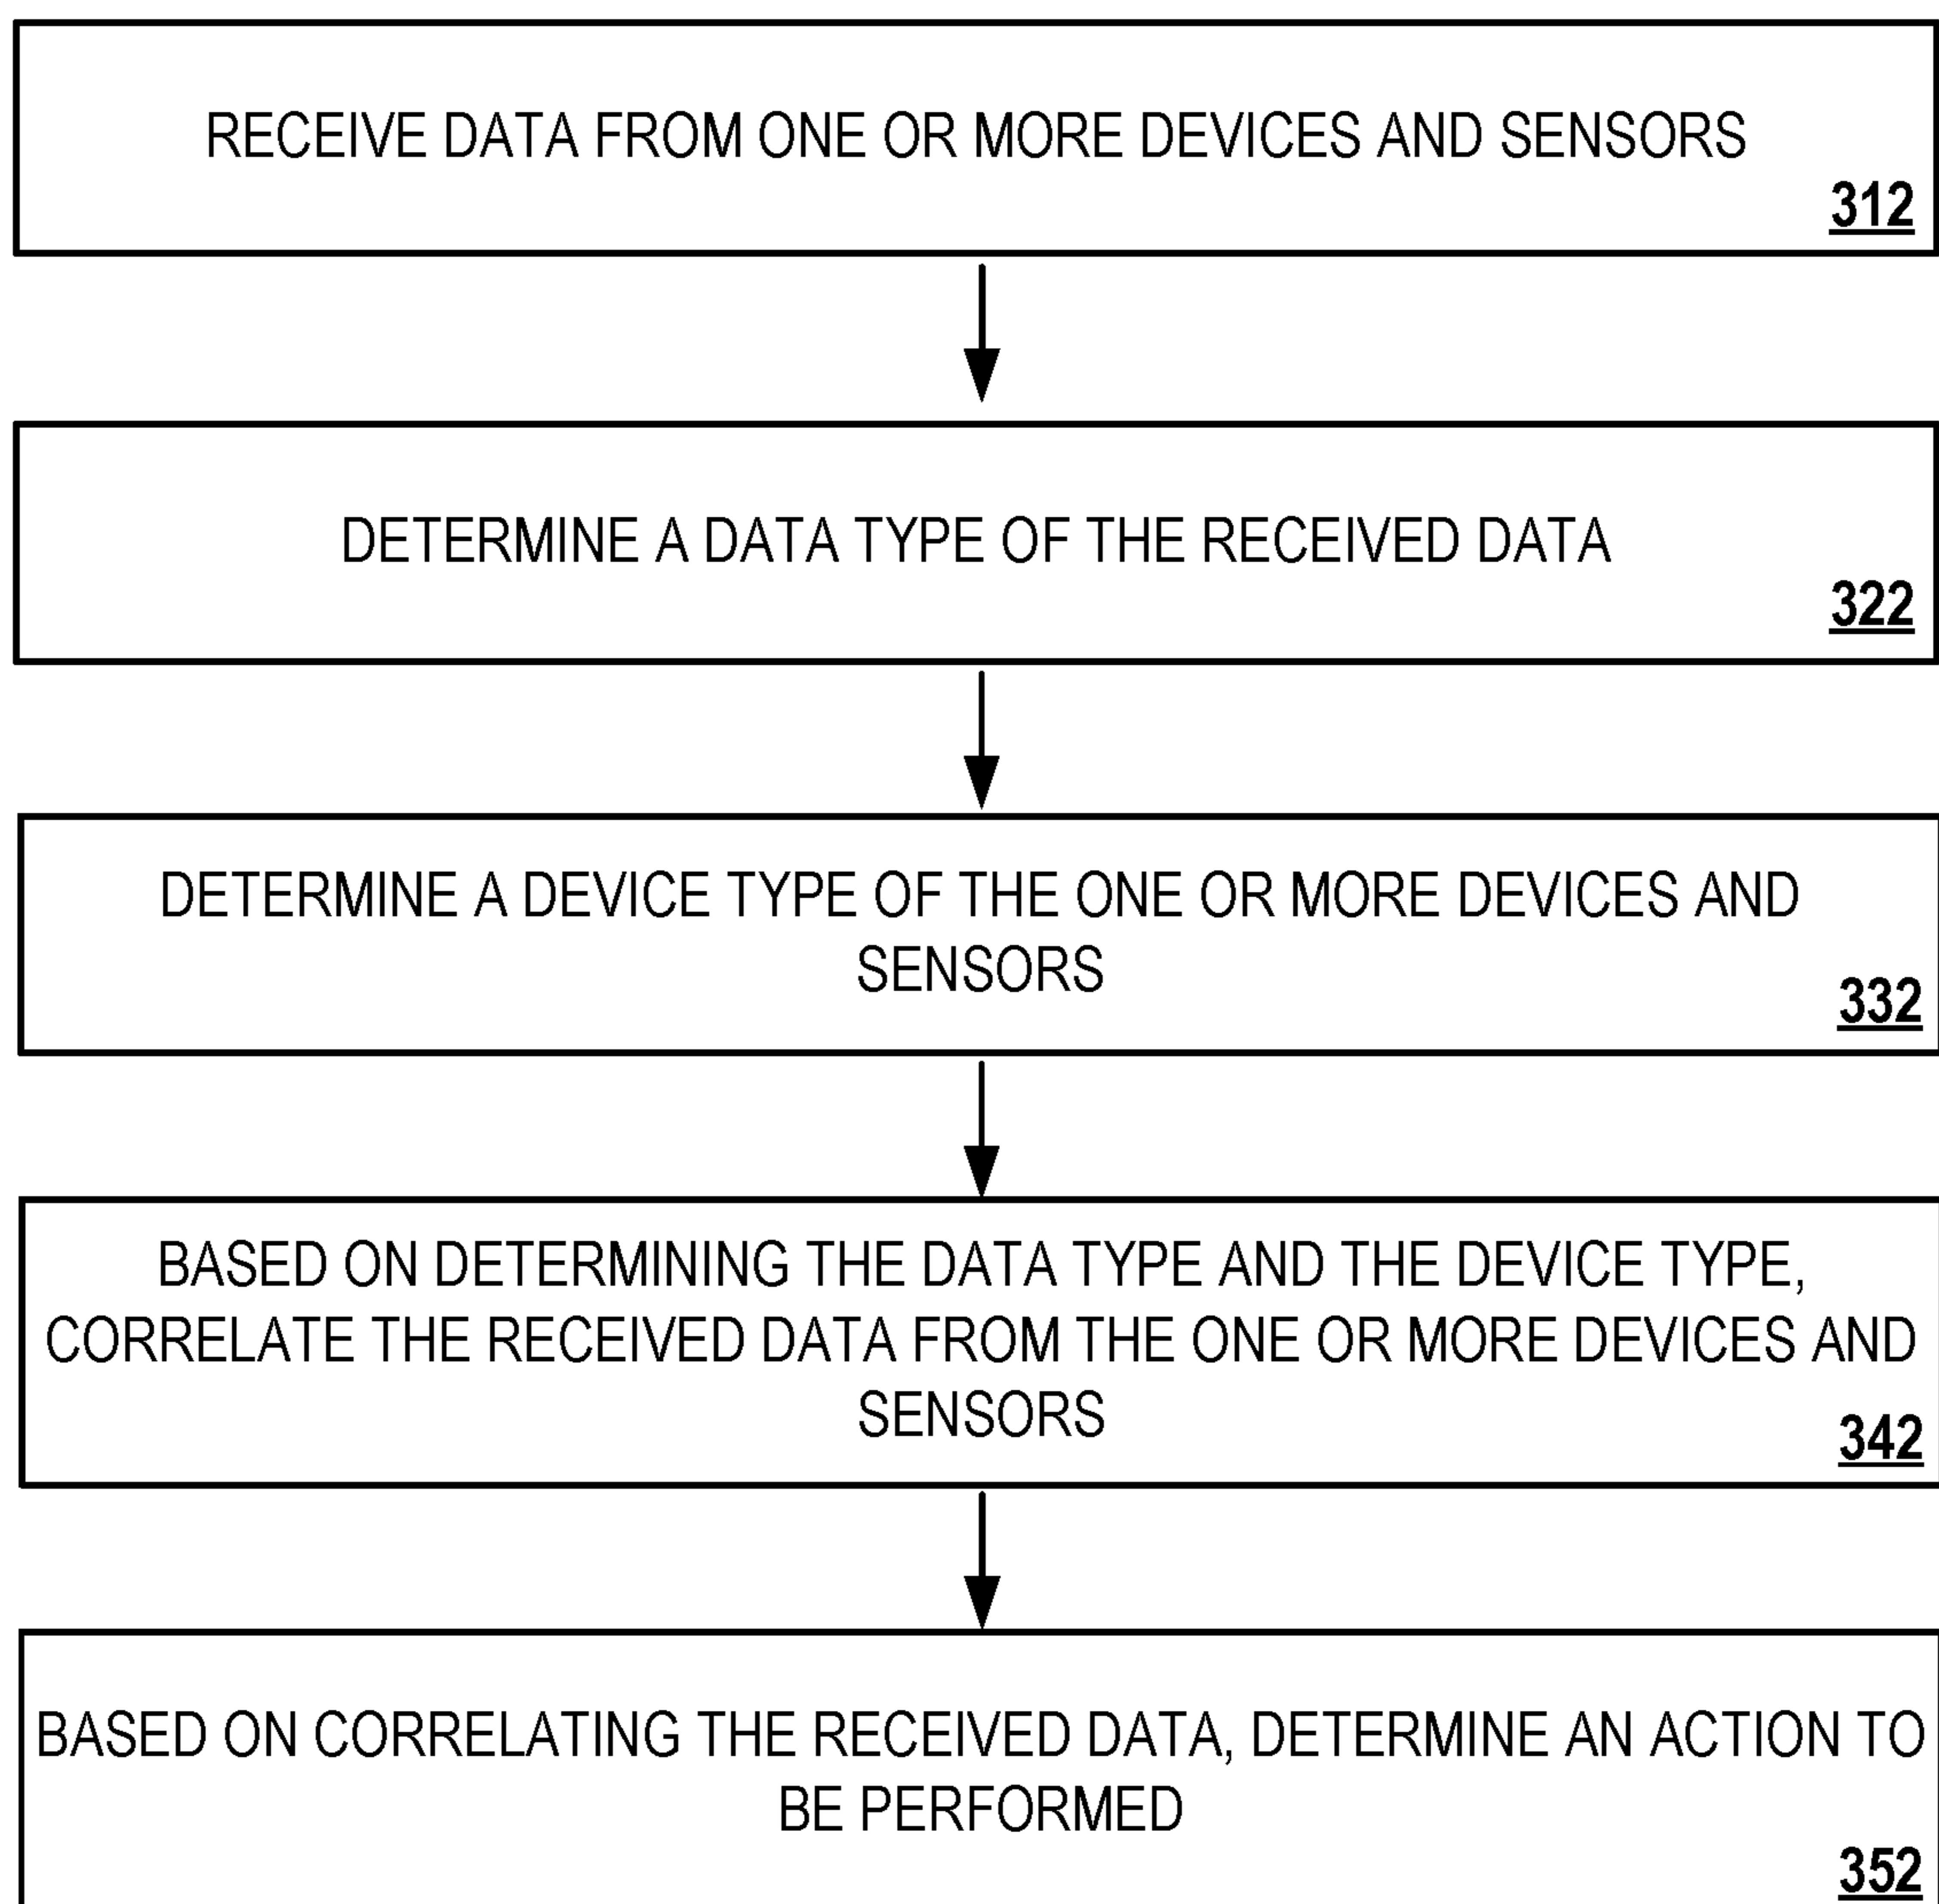 RECEIVE DATA FROM ONE OR MORE DEVICES AND SENSORS
312
DETERMINE A DATA TYPE OF THE RECEIVED DATA
322
DETERMINE A DEVICE TYPE OF THE ONE OR MORE DEVICES AND
SENSORS
332
BASED ON DETERMINING THE DATA TYPE AND THE DEVICE TYPE,
CORRELATE THE RECEIVED DATA FROM THE ONE OR MORE DEVICES AND
SENSORS
342
BASED ON CORRELATING THE RECEIVED DATA, DETERMINE AN ACTION TO
BE PERFORMED
352